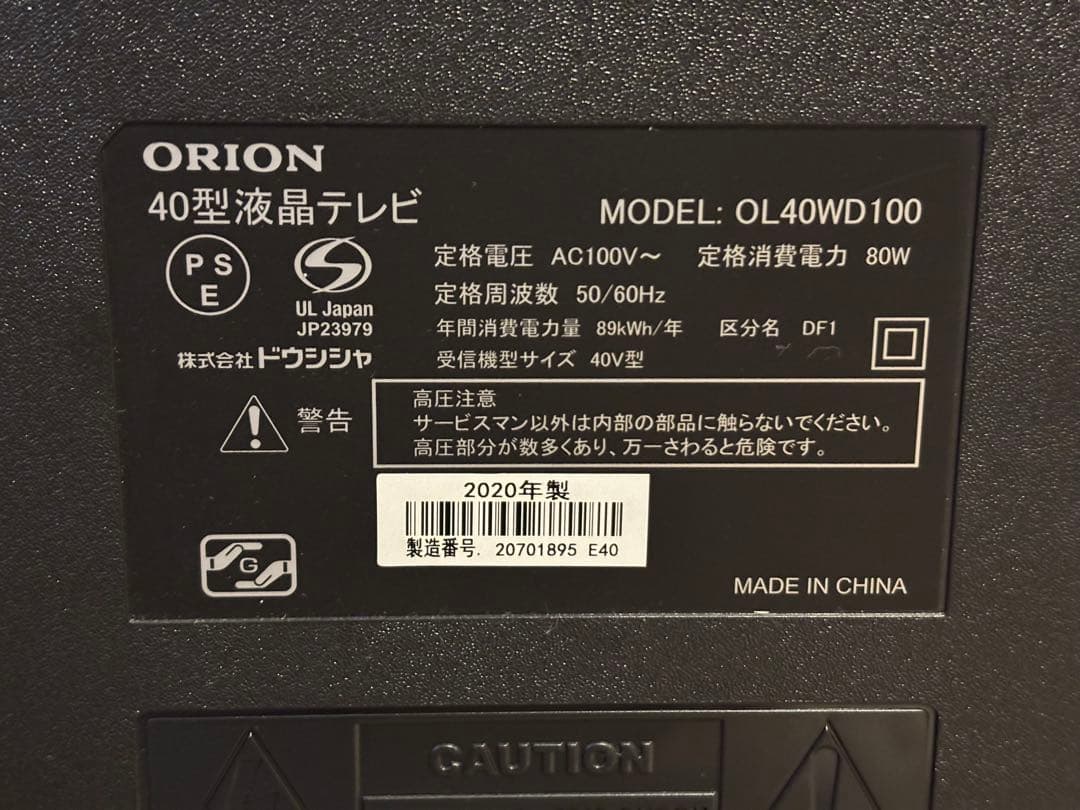 ORION
40型液晶テレビ
MODEL: OL40WD100
PS
E
UL Japan
JP23979
株式会社ドウシシャ
定格電圧 AC100V～ 定格消費電力 80W
定格周波数 50/60Hz
年間消費電力量 89kWh/年 区分名 DF1
受信機型サイズ 40V型
警告
高圧注意
サービスマン以外は内部の部品に触らないでください。
高圧部分が数多くあり、万一さわると危険です。
2020年製
製造番号. 20701895 E40
G
MADE IN CHINA
CAUTION